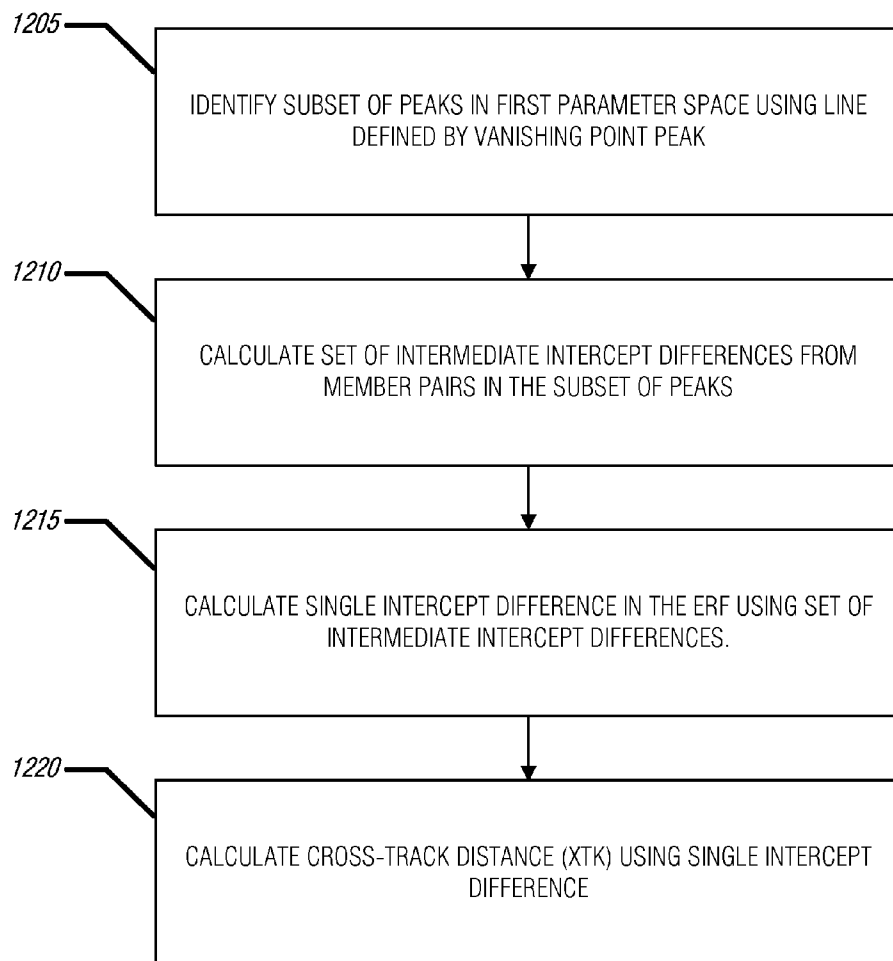 1205
IDENTIFY SUBSET OF PEAKS IN FIRST PARAMETER SPACE USING LINE
DEFINED BY VANISHING POINT PEAK
1210
CALCULATE SET OF INTERMEDIATE INTERCEPT DIFFERENCES FROM
MEMBER PAIRS IN THE SUBSET OF PEAKS
1215
CALCULATE SINGLE INTERCEPT DIFFERENCE IN THE ERF USING SET OF
INTERMEDIATE INTERCEPT DIFFERENCES.
1220
CALCULATE CROSS-TRACK DISTANCE (XTK) USING SINGLE INTERCEPT
DIFFERENCE